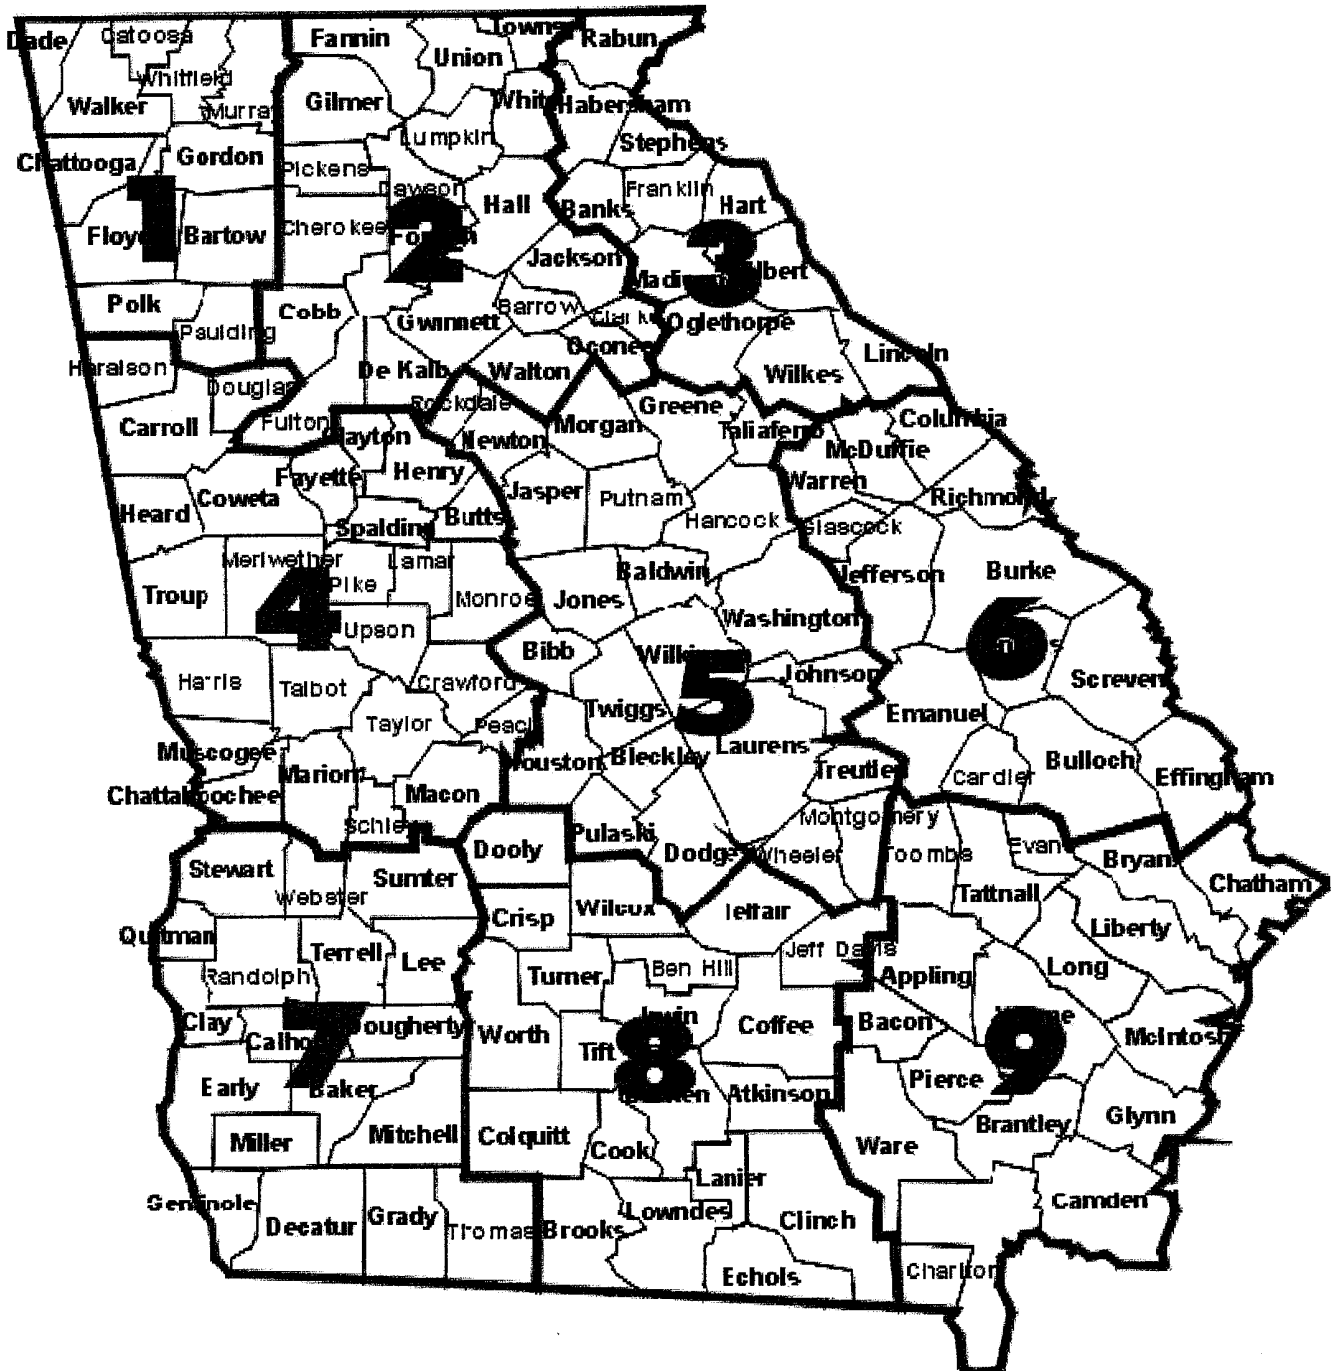 Dade
Catoosa
Fannin
Towns
Rabun
Union
Whitfield
Walker
Murra
Gilmer
Whit
Habersham
Lumpkin
Stephens
Chattooga
Gordon
Pickens
Dawson
Franklin
Hall
Banks
Hart
1
2
3
Floyd
Bartow
Cherokee
Jackson
Madison
lbert
Polk
Paulding
Cobb
Gwinnett
Barrow
Oglethorpe
Oconee
Lincoln
Haralson
Douglas
De Kalb
Walton
Wilkes
Rockdale
Greene
Carroll
Fulton
Clayton
Newton
Morgan
Taliaferro
Columbia
McDuffie
Fayette
Henry
Warren
Heard
Coweta
Jasper
Putnam
Richmond
Spalding
Butts
Hancock
Glascock
Meriwether
Pike
Lamar
Baldwin
Jefferson
Burke
Troup
4
Monroe
Jones
Washington
Upson
Bibb
Wilkinson
6
Harris
Talbot
Crawford
5
Johnson
Screven
Taylor
Peach
Twiggs
Emanuel
Muscogee
Marion
Houston
Bleckley
Laurens
Treutlen
Candler
Bulloch
Effingham
Chattahoochee
Macon
Schley
Montgomery
Pulaski
Dooly
Dodge
Wheeler
Toombs
Evans
Bryan
Stewart
Webster
Sumter
Chatham
Crisp
Wilcox
Telfair
Tattnall
Liberty
Quitman
Randolph
Terrell
Lee
Turner
Ben Hill
Jeff Davis
Appling
Long
Clay
Calho
7
Dougherty
Worth
Tift
Irwin
8
Coffee
Bacon
9
McIntosh
Early
Baker
Atkinson
Pierce
Brantley
Glynn
Miller
Mitchell
Colquitt
Cook
Lanier
Ware
Decatur
Grady
Thomas
Brooks
Lowndes
Clinch
Camden
Echols
Charlton